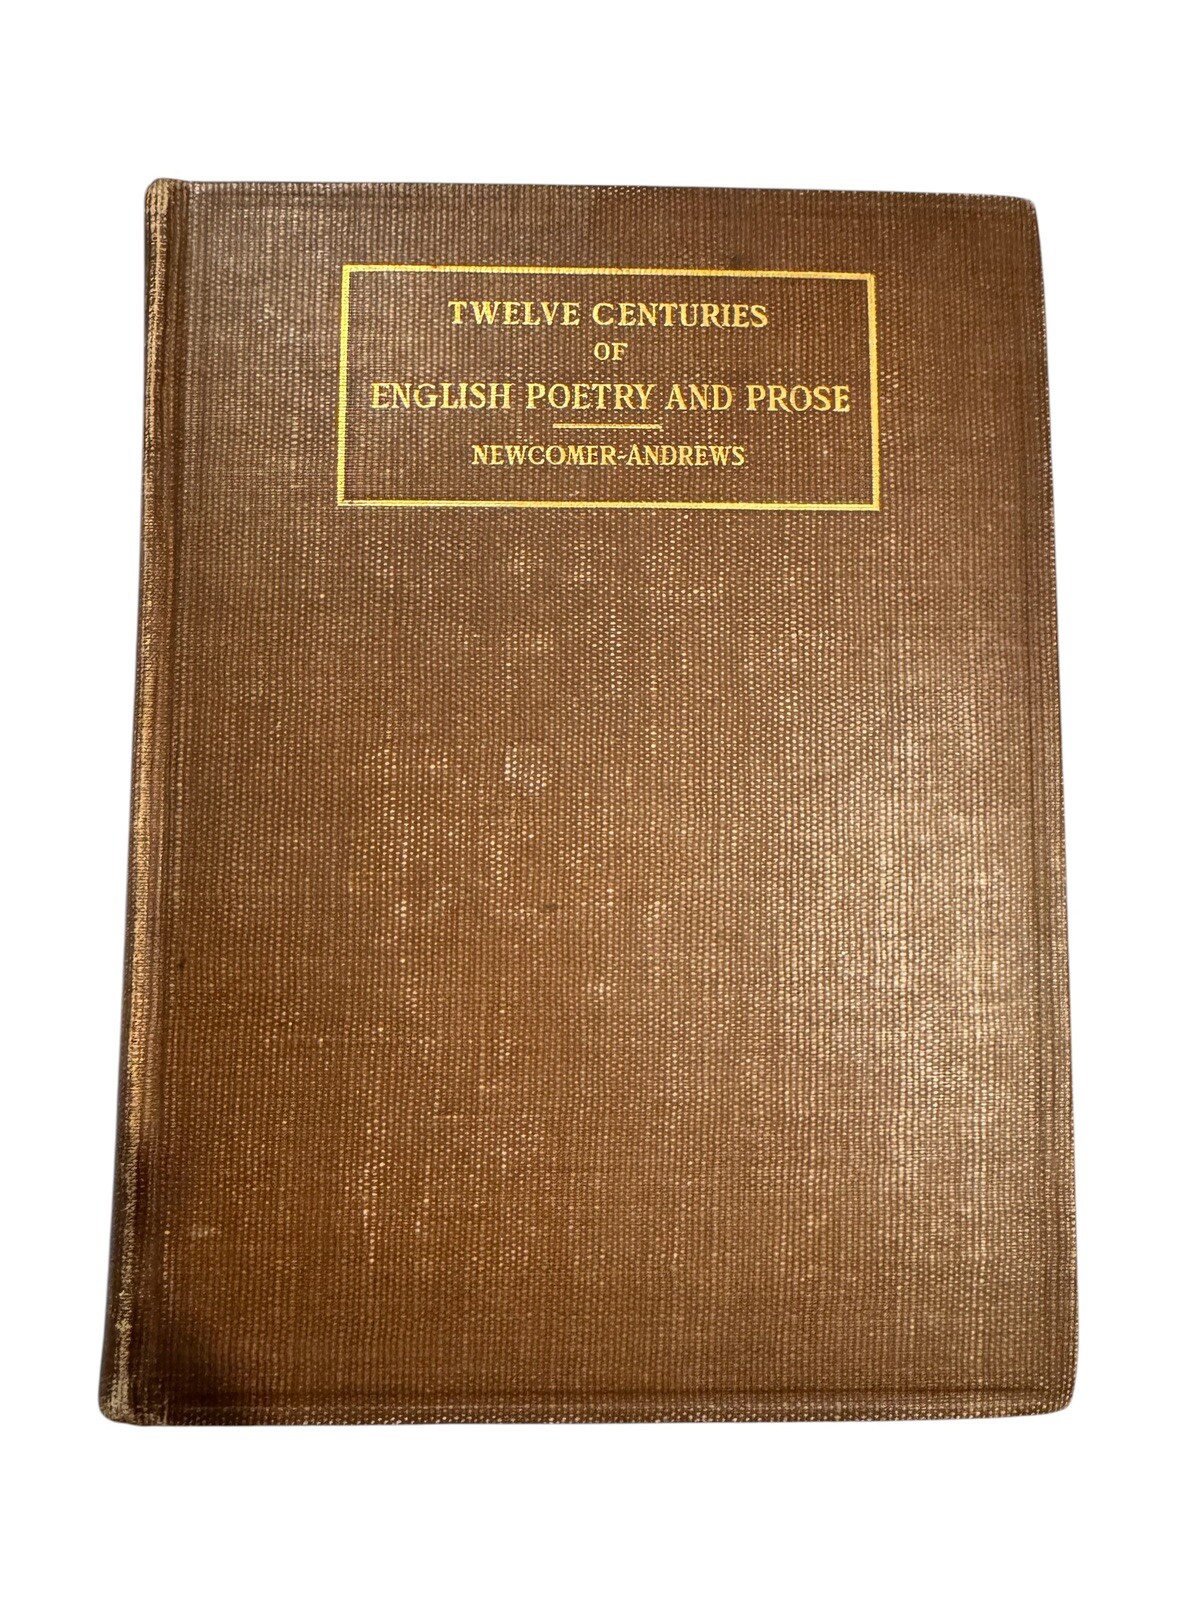 TWELVE CENTURIES
OF
ENGLISH POETRY AND PROSE
NEWCOMER-ANDREWS